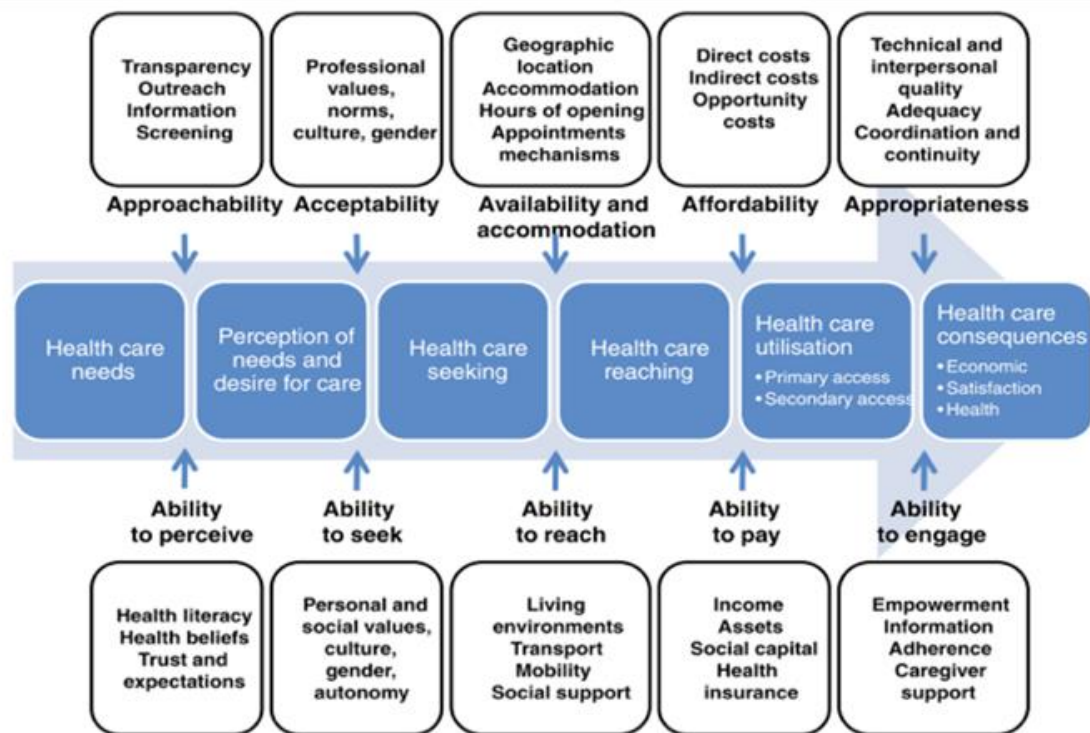 Transparency
Outreach
Information
Screening
Professional
values,
norms,
culture, gender
Geographic
location
Accommodation
Hours of opening
Appointments
mechanisms
Direct costs
Indirect costs
Opportunity
costs
Technical and
interpersonal
quality
Adequacy
Coordination and
continuity
Approachability
Acceptability
Availability and
accommodation
Affordability
Appropriateness
Health care
needs
Perception of
needs and
desire for care
Health care
seeking
Health care
reaching
Health care
utilisation
• Primary access
• Secondary access
Health care
consequences
• Economic
• Satisfaction
• Health
Ability
to perceive
Ability
to seek
Ability
to reach
Ability
to pay
Ability
to engage
Health literacy
Health beliefs
Trust and
expectations
Personal and
social values,
culture,
gender,
autonomy
Living
environments
Transport
Mobility
Social support
Income
Assets
Social capital
Health
insurance
Empowerment
Information
Adherence
Caregiver
support